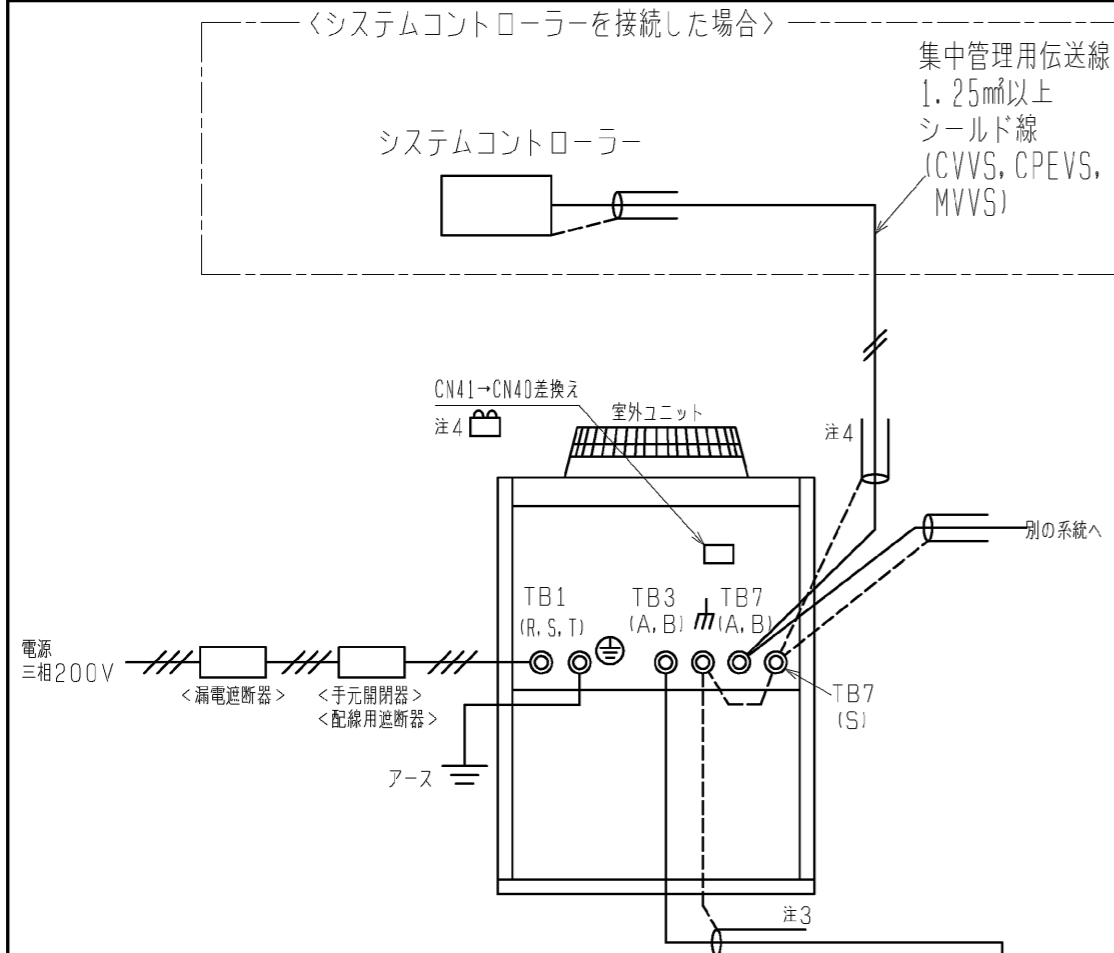 〈システムコントローラーを接続した場合〉
集中管理用伝送線
1.25㎟以上
シールド線
(CVVS, CPEVS,
MVVS)
システムコントローラー
CN41→CN40差換え
注4
室外ユニット
注4
別の系統へ
TB1
(R, S, T)
TB3
(A, B)
TB7
(A, B)
電源
三相200V
<漏電遮断器>
<手元開閉器>
<配線用遮断器>
TB7
(S)
アース
注3